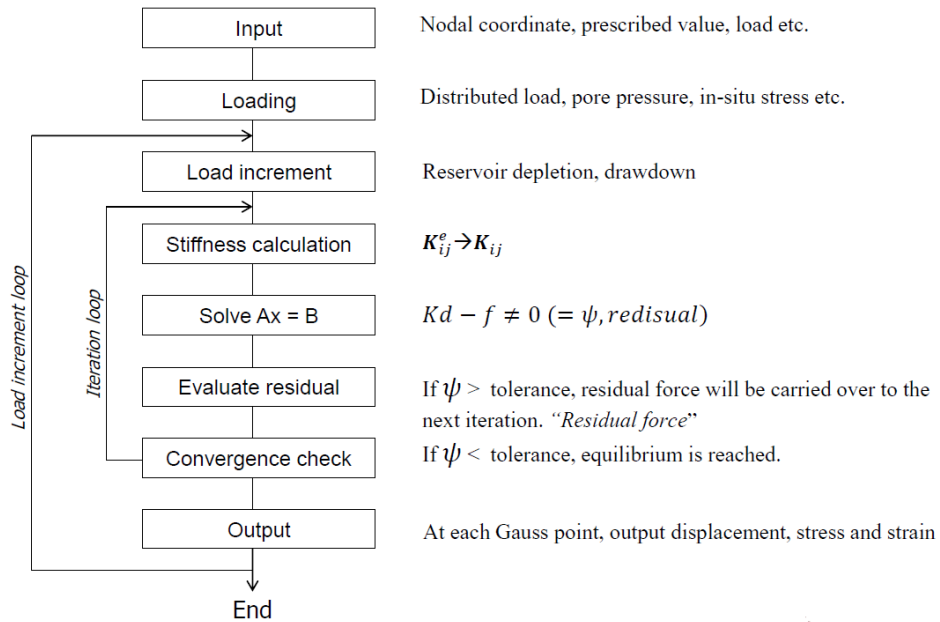 Input
Nodal coordinate, prescribed value, load etc.
Loading
Distributed load, pore pressure, in-situ stress etc.
Load increment
Reservoir depletion, drawdown
Stiffness calculation
K^e_ij→K_ij
Solve Ax = B
Kd − f ≠ 0 (= ψ, redisual)
Evaluate residual
If ψ > tolerance, residual force will be carried over to the
next iteration. “Residual force”
Convergence check
If ψ < tolerance, equilibrium is reached.
Output
At each Gauss point, output displacement, stress and strain
End
Load increment loop
Iteration loop